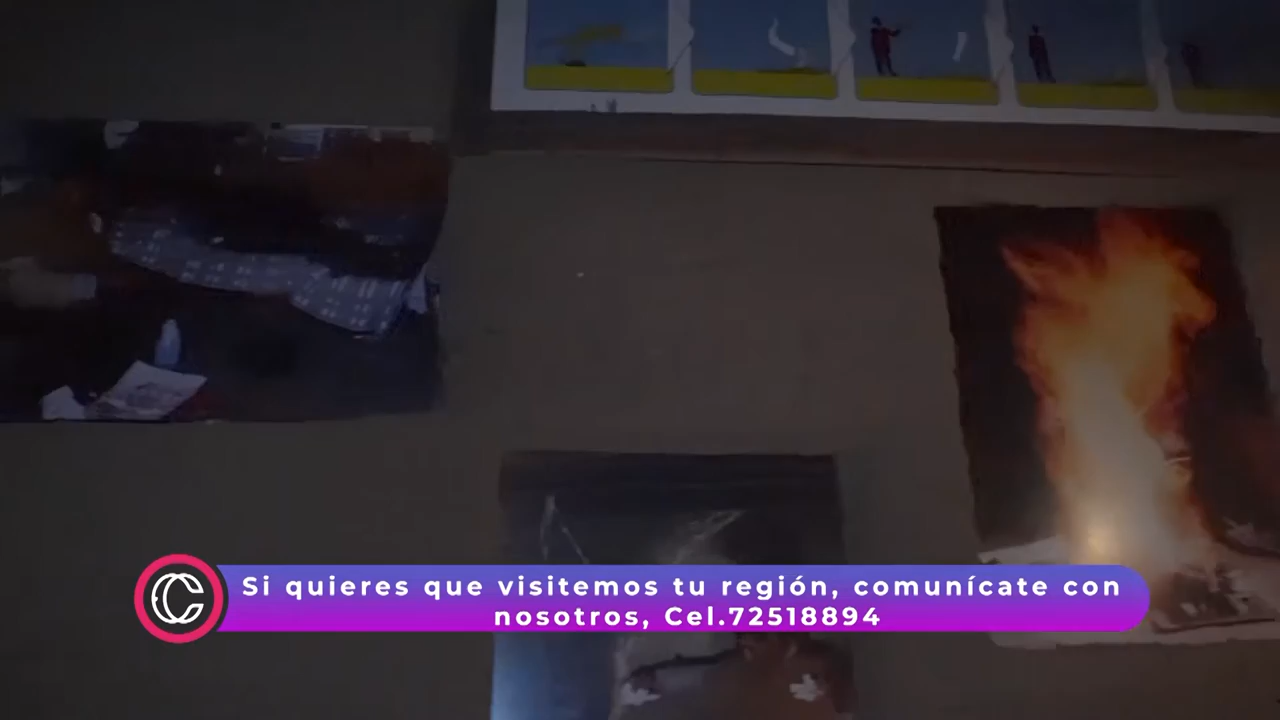 Si quieres que visitemos tu región, comunícate con
nosotros, Cel.72518894